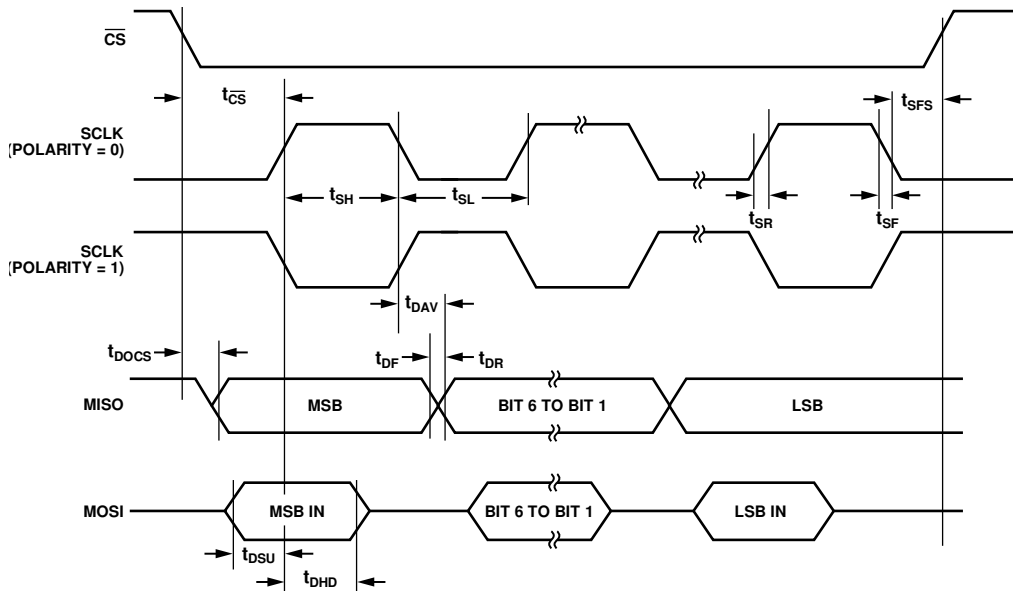 CS
tCS
tSFS
SCLK
(POLARITY = 0)
tSH
tSL
tSR
tSF
SCLK
(POLARITY = 1)
tDAV
tDOCS
tDF
tDR
MISO
MSB
BIT 6 TO BIT 1
LSB
MOSI
MSB IN
BIT 6 TO BIT 1
LSB IN
tDSU
tDHD